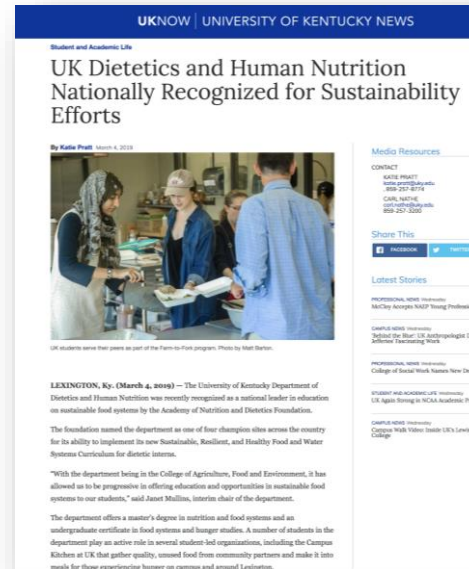 UKNOW | UNIVERSITY OF KENTUCKY NEWS
Student and Academic Life
UK Dietetics and Human Nutrition
Nationally Recognized for Sustainability
Efforts
By Katie Pratt March 4, 2019
UK students serve their peers as part of the Farm-to-Fork program. Photo by Matt Barton.
LEXINGTON, Ky. (March 4, 2019) — The University of Kentucky Department of
Dietetics and Human Nutrition was recently recognized as a national leader in education
on sustainable food systems by the Academy of Nutrition and Dietetics Foundation.
The foundation named the department as one of four champion sites across the country
for its ability to implement its new Sustainable, Resilient, and Healthy Food and Water
Systems Curriculum for dietetic interns.
"With the department being in the College of Agriculture, Food and Environment, it has
allowed us to be progressive in offering education and opportunities in sustainable food
systems to our students," said Janet Mullins, interim chair of the department.
The department offers a master's degree in nutrition and food systems and an
undergraduate certificate in food systems and hunger studies. A number of students in the
department play an active role in several student-led organizations, including the Campus
Kitchen at UK that gather quality, unused food from community partners and make it into
meals for those experiencing hunger on campus and around Lexington.
Media Resources
CONTACT
KATIE PRATT
katie.pratt@uky.edu
, 859-257-8774
CARL NATHE
carl.nathe@uky.edu
859-257-3200
Share This
FACEBOOK
Latest Stories
PROFESSIONAL NEWS Wednesday
McCloy Accepts NAEP Young
CAMPUS NEWS Wednesday
'Behind the Blue': UK Anthropologist
Jefferies' Fascinating Work
PROFESSIONAL NEWS Wednesday
College of Social Work Names New
STUDENT AND ACADEMIC LIFE Wednesday
UK Again Strong in NCAA Academic
CAMPUS NEWS Wednesday
Campus Walk Video: Inside UK's
College